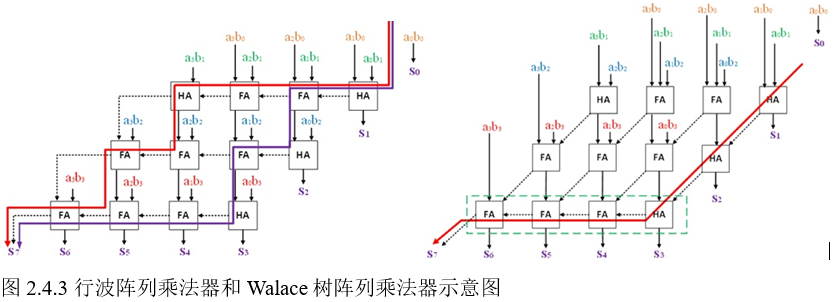 a₃b₀ a₂b₀ a₁b₀ a₀b₀
a₃b₁ a₂b₁ a₁b₁ a₀b₁
S₀
HA FA FA HA
S₁
a₃b₂ a₂b₂ a₁b₂ a₀b₂
FA FA FA HA
S₂
a₃b₃ a₂b₃ a₁b₃ a₀b₃
FA FA FA HA
S₇ S₆ S₅ S₄ S₃
a₃b₀ a₂b₀ a₁b₀ a₀b₀
a₃b₁ a₂b₁ a₁b₁ a₀b₁
S₀
a₃b₂ a₂b₂ a₁b₂ a₀b₂
HA FA FA HA
S₁
a₃b₃ a₂b₃ a₁b₃ a₀b₃
FA FA FA HA
S₂
FA FA FA HA
S₇ S₆ S₅ S₄ S₃
图 2.4.3 行波阵列乘法器和 Walace 树阵列乘法器示意图